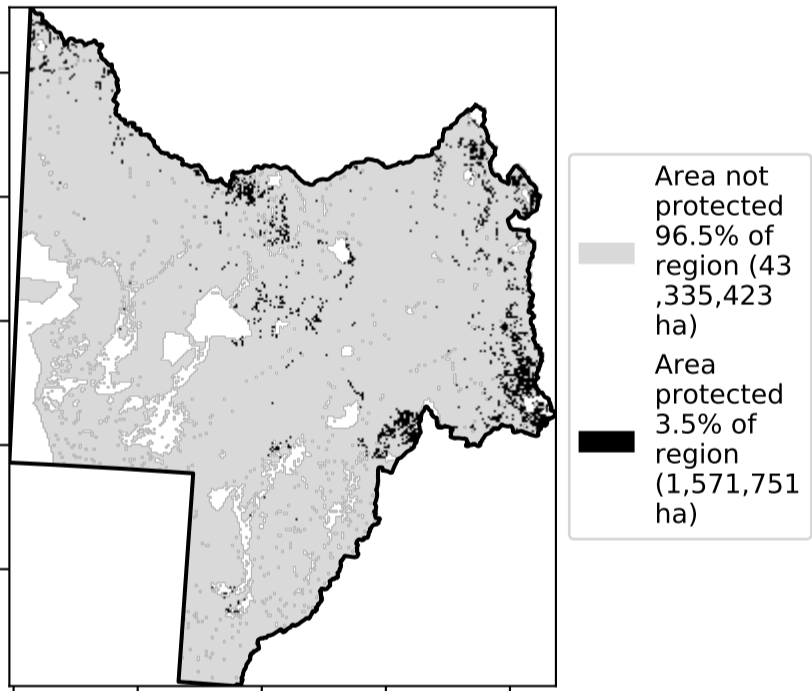 Area not
protected
96.5% of
region (43
,335,423
ha)
Area
protected
3.5% of
region
(1,571,751
ha)